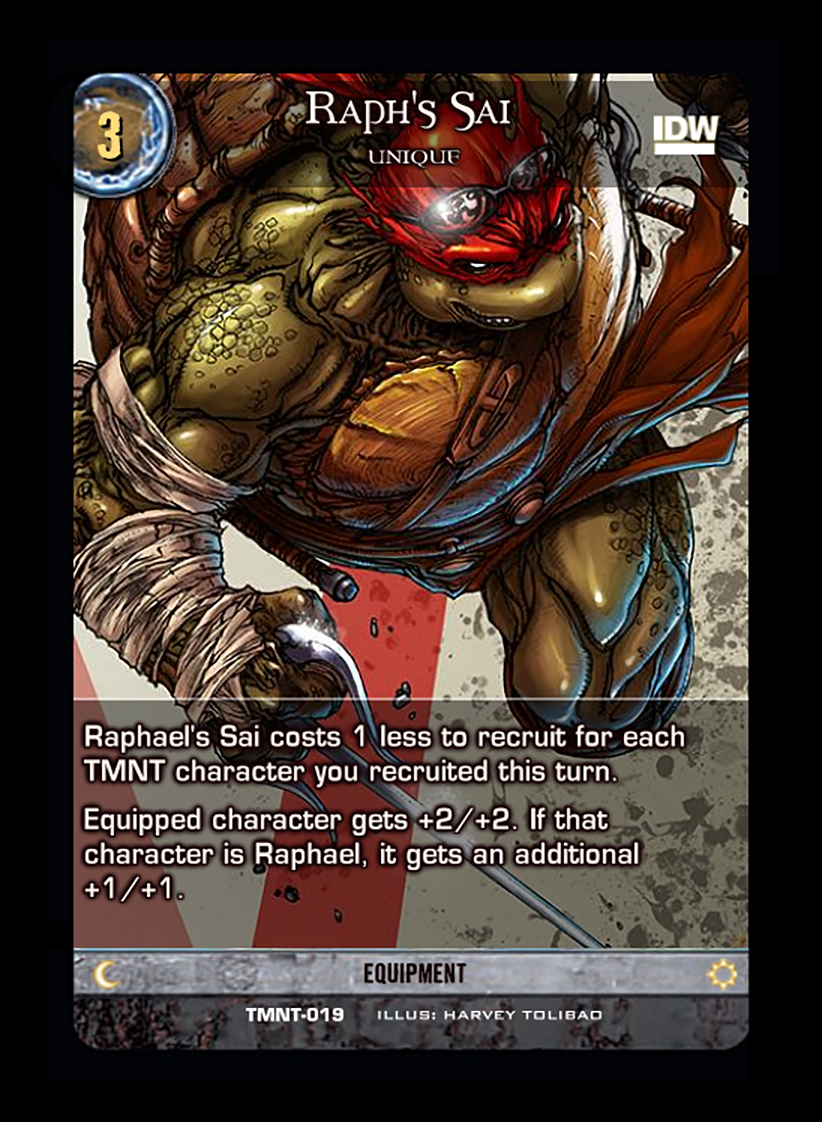 3
Raph's Sai
UNIQUE
IDW
Raphael's Sai costs 1 less to recruit for each
TMNT character you recruited this turn.
Equipped character gets +2/+2. If that
character is Raphael, it gets an additional
+1/+1.
EQUIPMENT
TMNT-019 ILLUS: HARVEY TOLIBAO